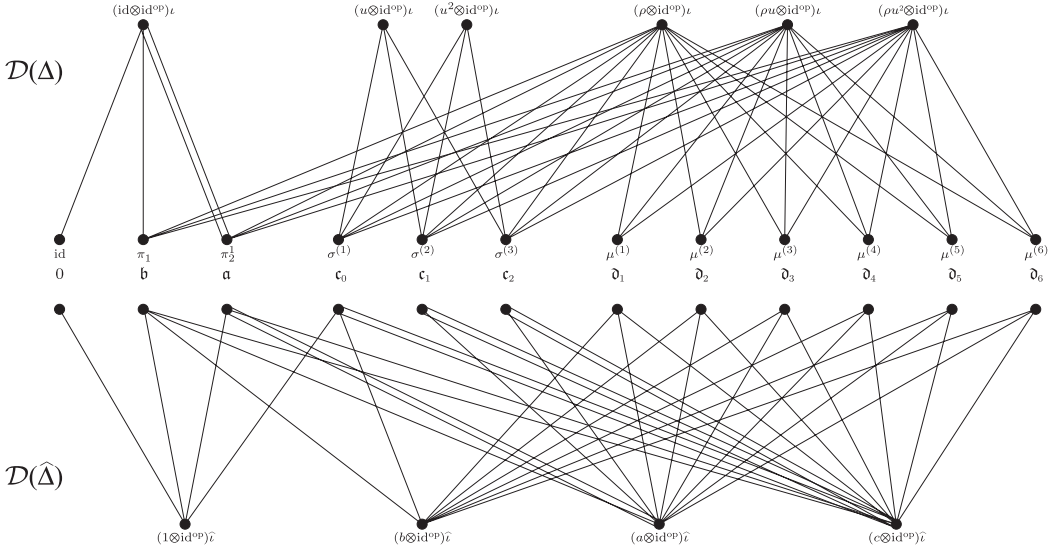 (id⊗id^op)ι (u⊗id^op)ι (u²⊗id^op)ι (ρ⊗id^op)ι (ρu⊗id^op)ι (ρu²⊗id^op)ι
𝒟(Δ)
id π₁ π₂¹ σ⁽¹⁾ σ⁽²⁾ σ⁽³⁾ μ⁽¹⁾ μ⁽²⁾ μ⁽³⁾ μ⁽⁴⁾ μ⁽⁵⁾ μ⁽⁶⁾
0 𝔟 𝔞 𝔠₀ 𝔠₁ 𝔠₂ 𝔡₁ 𝔡₂ 𝔡₃ 𝔡₄ 𝔡₅ 𝔡₆
𝒟(Δ̂)
(1⊗id^op)ι̂ (b⊗id^op)ι̂ (a⊗id^op)ι̂ (c⊗id^op)ι̂